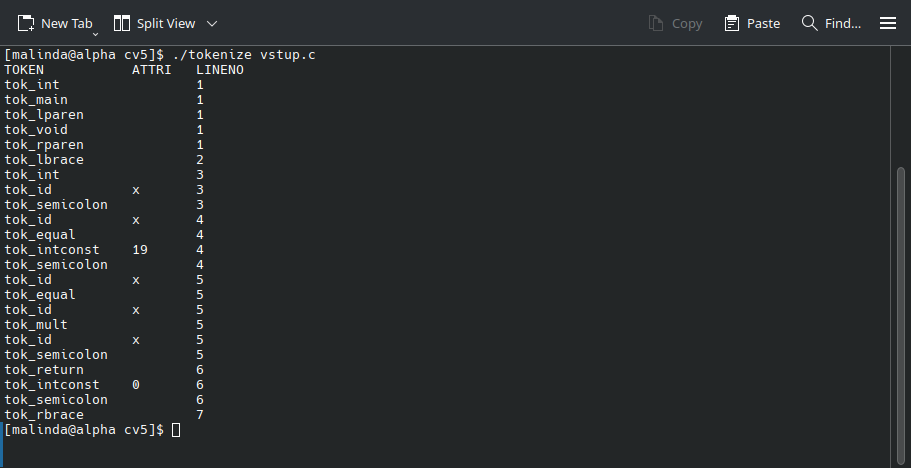 New Tab Split View Copy Paste Find...
[malinda@alpha cv5]$ ./tokenize vstup.c
TOKEN ATTRI LINENO
tok_int 1
tok_main 1
tok_lparen 1
tok_void 1
tok_rparen 1
tok_lbrace 2
tok_int 3
tok_id x 3
tok_semicolon 3
tok_id x 4
tok_equal 4
tok_intconst 19 4
tok_semicolon 4
tok_id x 5
tok_equal 5
tok_id x 5
tok_mult 5
tok_id x 5
tok_semicolon 5
tok_return 6
tok_intconst 0 6
tok_semicolon 6
tok_rbrace 7
[malinda@alpha cv5]$